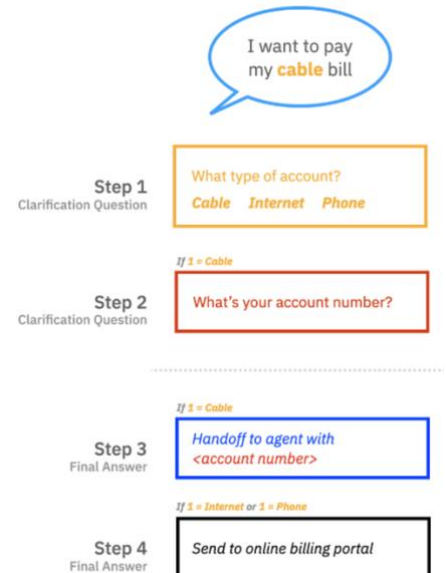 I want to pay
my cable bill
Step 1
Clarification Question
What type of account?
Cable Internet Phone
If 1 = Cable
Step 2
Clarification Question
What's your account number?
If 1 = Cable
Step 3
Final Answer
Handoff to agent with
<account number>
If 1 = Internet or 1 = Phone
Step 4
Final Answer
Send to online billing portal